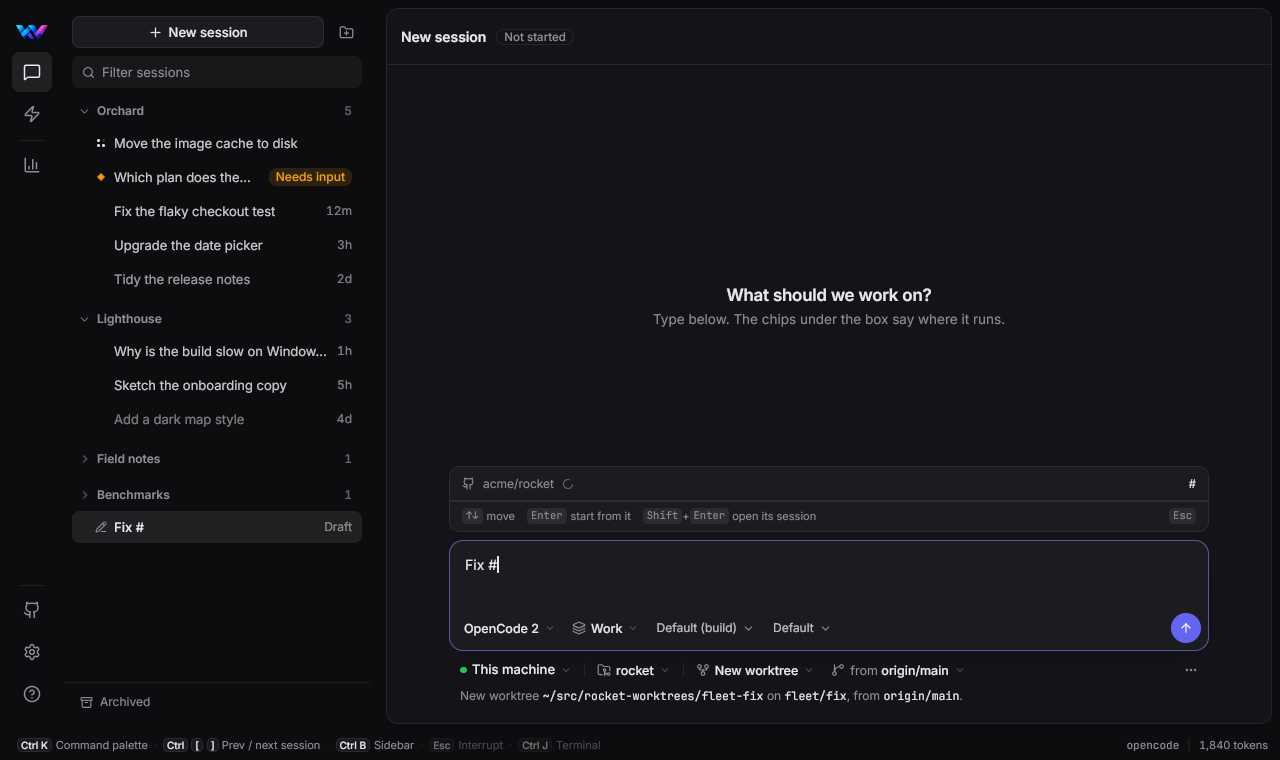 New session
Filter sessions
Orchard 5
Move the image cache to disk
Which plan does the... Needs input
Fix the flaky checkout test 12m
Upgrade the date picker 3h
Tidy the release notes 2d
Lighthouse 3
Why is the build slow on Window... 1h
Sketch the onboarding copy 5h
Add a dark map style 4d
Field notes 1
Benchmarks 1
Fix # Draft
Archived
New session Not started
What should we work on?
Type below. The chips under the box say where it runs.
acme/rocket #
↑↓ move Enter start from it Shift+Enter open its session Esc
Fix #
OpenCode 2 Work Default (build) Default
This machine rocket New worktree from origin/main ...
New worktree ~/src/rocket-worktrees/fleet-fix on fleet/fix, from origin/main.
Ctrl K Command palette · Ctrl [ ] Prev / next session · Ctrl B Sidebar · Esc Interrupt · Ctrl J Terminal
opencode 1,840 tokens